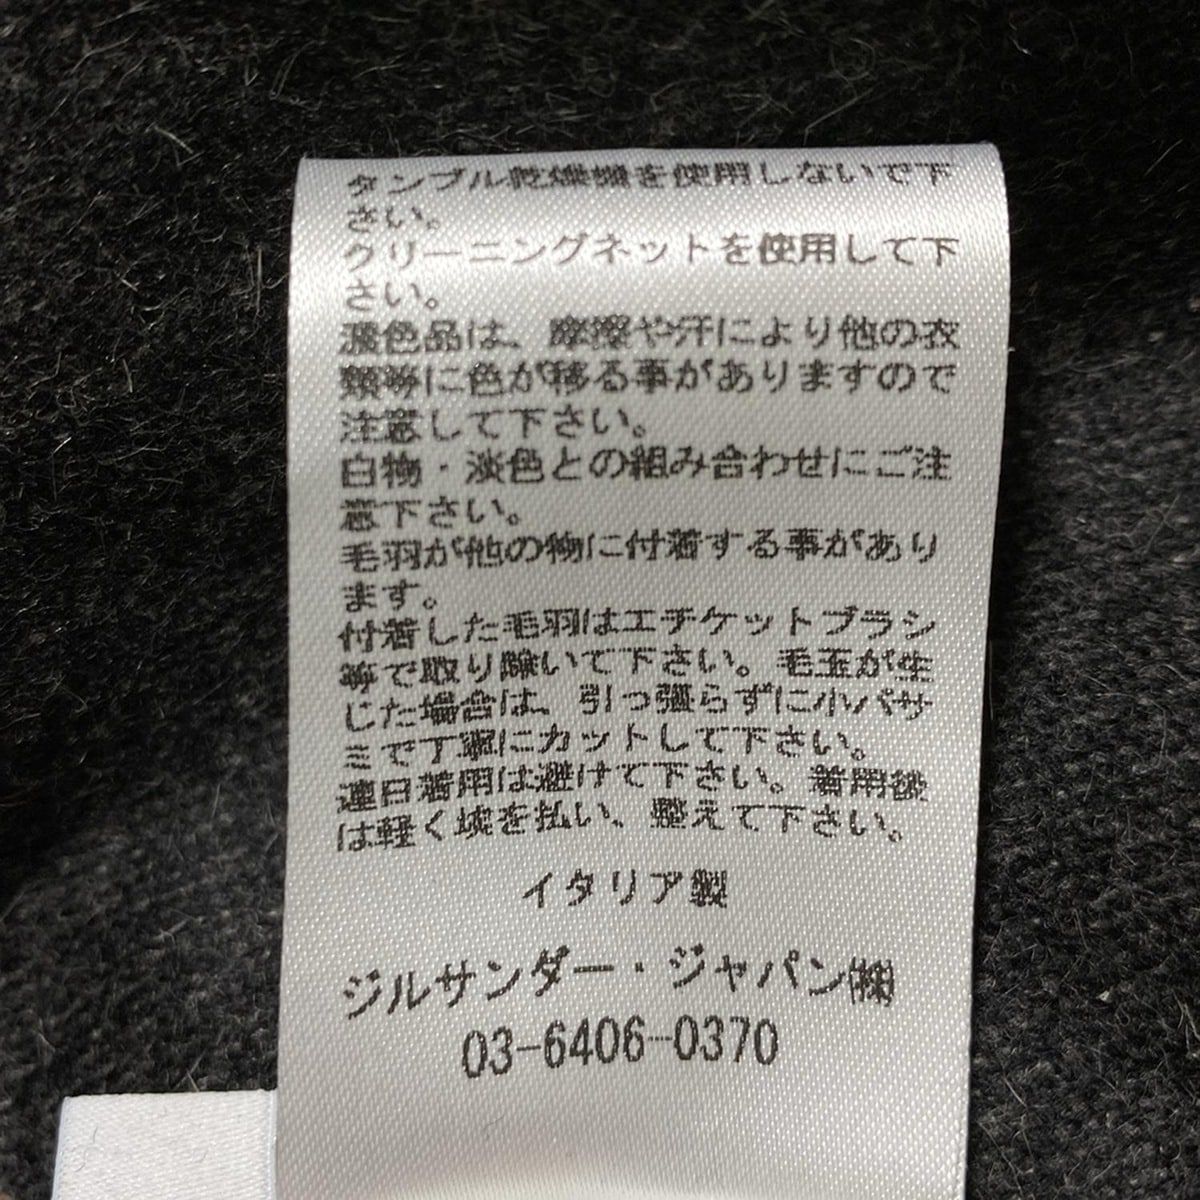 タンブル乾燥機を使用しないで下
さい。
クリーニングネットを使用して下
さい。
濃色品は、摩擦や汗により他の衣
類等に色が移る事がありますので
注意して下さい。
白物・淡色との組み合わせにご注
意下さい。
毛羽が他の物に付着する事があり
ます。
付着した毛羽はエチケットブラシ
等で取り除いて下さい。毛玉が生
じた場合は、引っ張らずに小バサ
ミで丁寧にカットして下さい。
連日着用は避けて下さい。着用後
は軽く埃を払い、整えて下さい。
イタリア製
ジルサンダー・ジャパン㈱
03-6406-0370